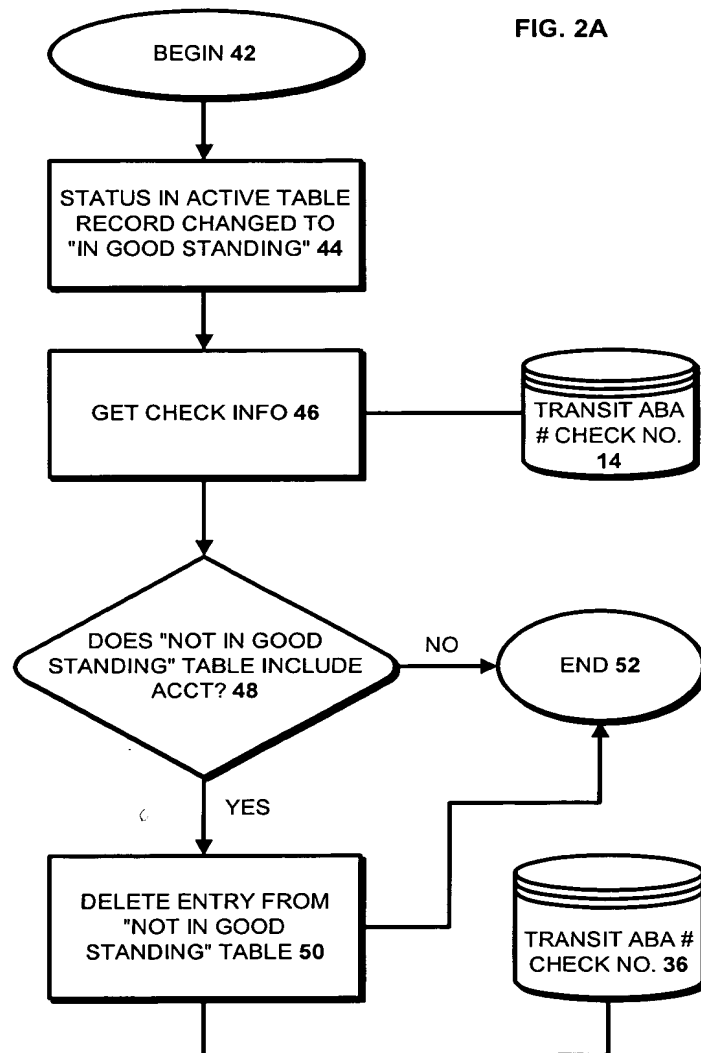 FIG. 2A
BEGIN 42
STATUS IN ACTIVE TABLE
RECORD CHANGED TO
"IN GOOD STANDING" 44
GET CHECK INFO 46
TRANSIT ABA
# CHECK NO.
14
DOES "NOT IN GOOD
STANDING" TABLE INCLUDE
ACCT? 48
NO
END 52
YES
DELETE ENTRY FROM
"NOT IN GOOD
STANDING" TABLE 50
TRANSIT ABA #
CHECK NO. 36